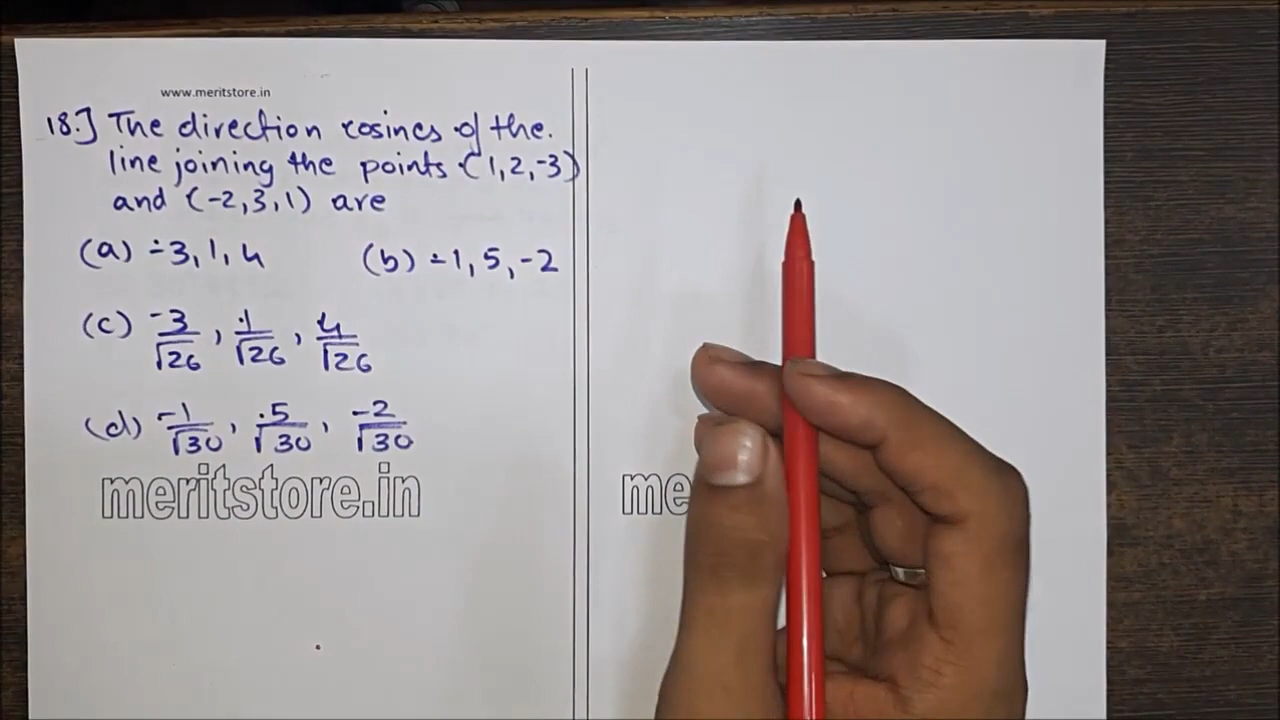 www.meritstore.in
18.] The direction cosines of the.
line joining the points (1,2,-3)
and (-2,3,1) are
(a) -3,1,4 (b) -1,5,-2
(c) -3/√26, 1/√26, 4/√26
(d) -1/√30, 5/√30, -2/√30
meritstore.in
me